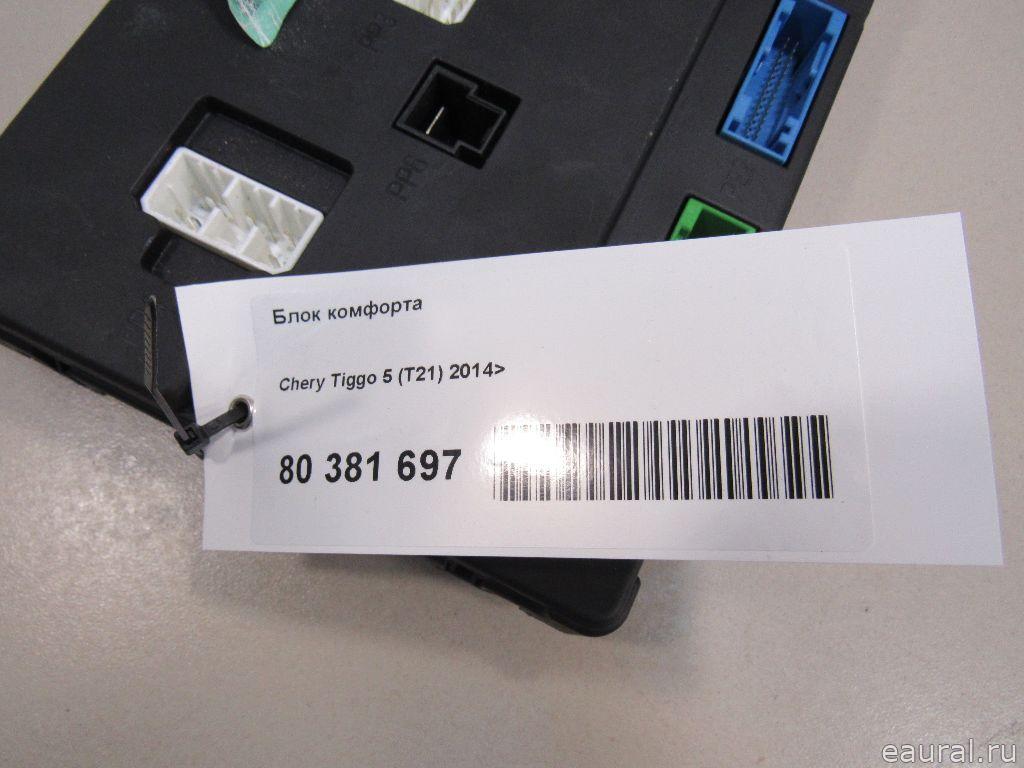 Блок комфорта
Chery Tiggo 5 (T21) 2014>
80 381 697
eaural.ru